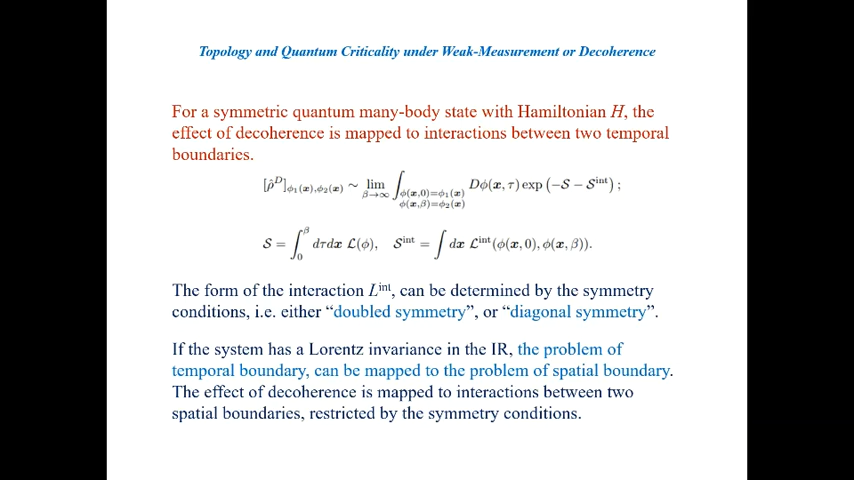 Topology and Quantum Criticality under Weak-Measurement or Decoherence
For a symmetric quantum many-body state with Hamiltonian H, the
effect of decoherence is mapped to interactions between two temporal
boundaries.
[ρ̂^D]_{ϕ₁(x),ϕ₂(x)} ∼ lim_{β→∞} ∫_{ϕ(x,0)=ϕ₁(x) ϕ(x,β)=ϕ₂(x)} Dϕ(x,τ) exp(−S − S^int) ;
S = ∫_0^β dτdx L(ϕ), S^int = ∫ dx L^int(ϕ(x,0), ϕ(x,β)).
The form of the interaction L^int, can be determined by the symmetry
conditions, i.e. either “doubled symmetry”, or “diagonal symmetry”.
If the system has a Lorentz invariance in the IR, the problem of
temporal boundary, can be mapped to the problem of spatial boundary.
The effect of decoherence is mapped to interactions between two
spatial boundaries, restricted by the symmetry conditions.